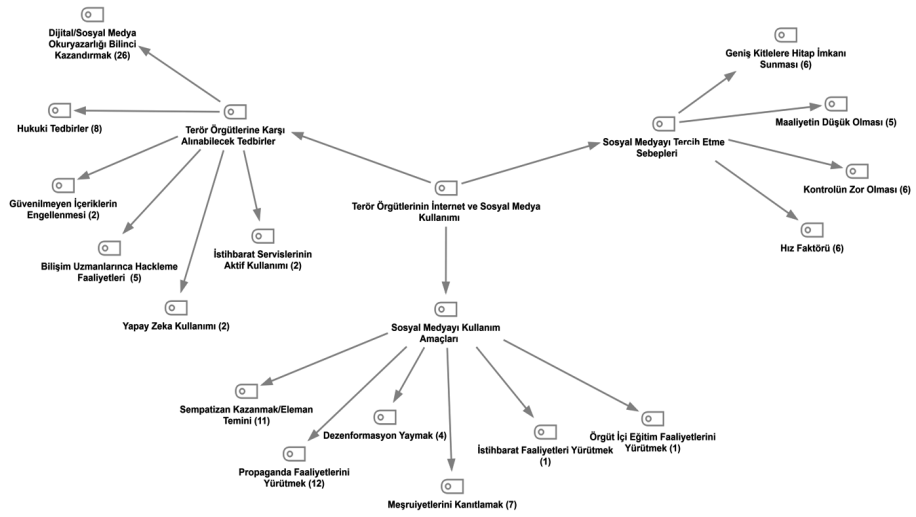 Dijital/Sosyal Medya
Okuryazarlığı Bilinci
Kazandırmak (26)
Geniş Kitlelere Hitap İmkanı
Sunması (6)
Hukuki Tedbirler (8)
Terör Örgütlerine Karşı
Alınabilecek Tedbirler
Maaliyetin Düşük Olması (5)
Sosyal Medyayı Tercih Etme
Sebepleri
Güvenilmeyen İçeriklerin
Engellenmesi (2)
Terör Örgütlerinin İnternet ve Sosyal Medya
Kullanımı
Kontrolün Zor Olması (6)
Bilişim Uzmanlarınca Hackleme
Faaliyetleri (5)
İstihbarat Servislerinin
Aktif Kullanımı (2)
Hız Faktörü (6)
Yapay Zeka Kullanımı (2)
Sosyal Medyayı Kullanım
Amaçları
Sempatizan Kazanmak/Eleman
Temini (11)
Dezenformasyon Yaymak (4)
Örgüt İçi Eğitim Faaliyetlerini
Yürütmek (1)
İstihbarat Faaliyetleri Yürütmek
(1)
Propaganda Faaliyetlerini
Yürütmek (12)
Meşruiyetlerini Kanıtlamak (7)